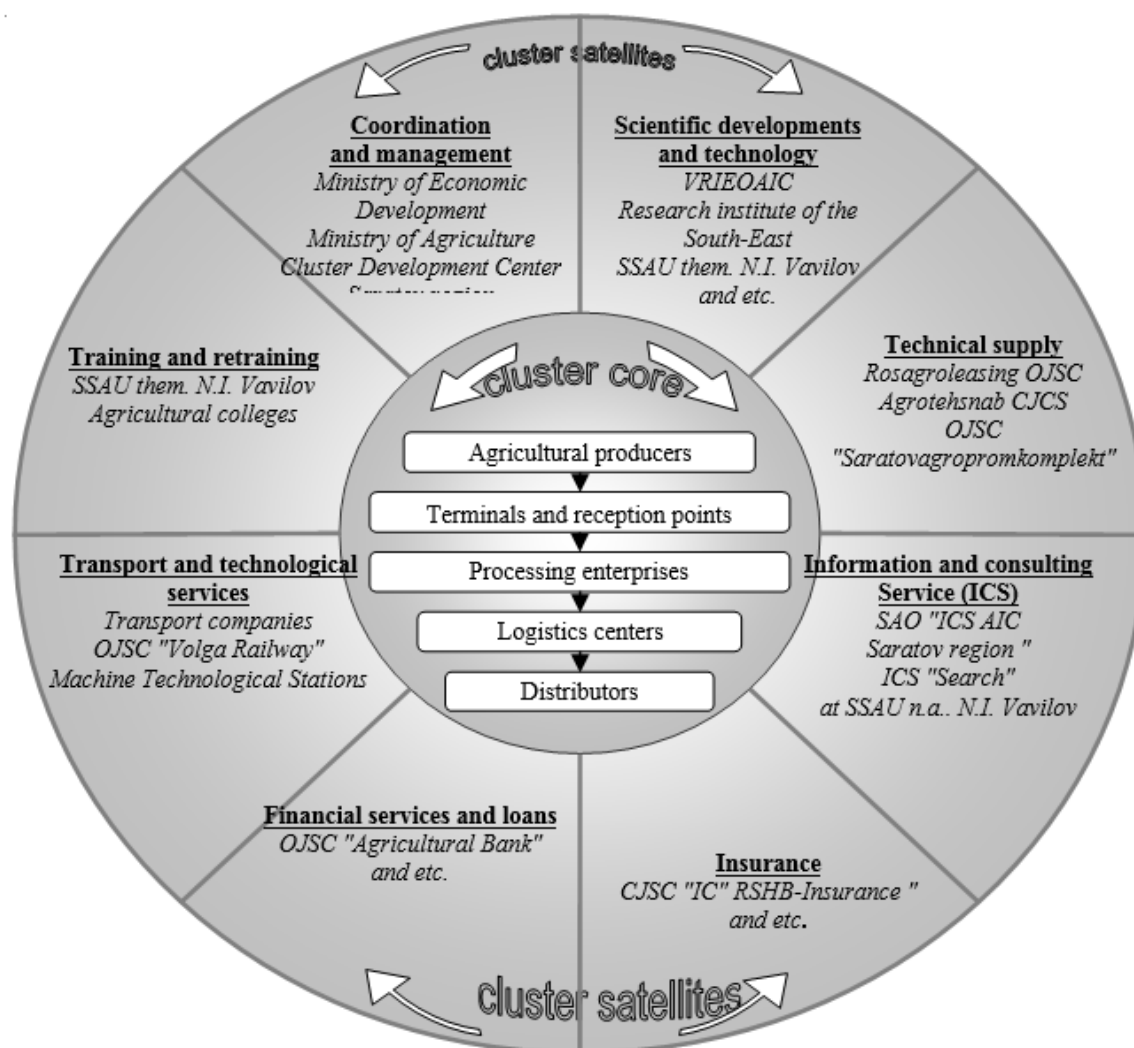 cluster satellites
Coordination
and management
Ministry of Economic
Development
Ministry of Agriculture
Cluster Development Center
Scientific developments
and technology
VRIEOAIC
Research institute of the
South-East
SSAU them. N.I. Vavilov
and etc.
Training and retraining
SSAU them. N.I. Vavilov
Agricultural colleges
Technical supply
Rosagroleasing OJSC
Agrotehsnab CJCS
OJSC
"Saratovagropromkomplekt"
cluster core
Agricultural producers
Terminals and reception points
Processing enterprises
Logistics centers
Distributors
Transport and technological
services
Transport companies
OJSC "Volga Railway"
Machine Technological Stations
Information and consulting
Service (ICS)
SAO "ICS AIC
Saratov region "
ICS "Search"
at SSAU n.a.. N.I. Vavilov
Financial services and loans
OJSC "Agricultural Bank"
and etc.
Insurance
CJSC "IC" RSHB-Insurance "
and etc.
cluster satellites